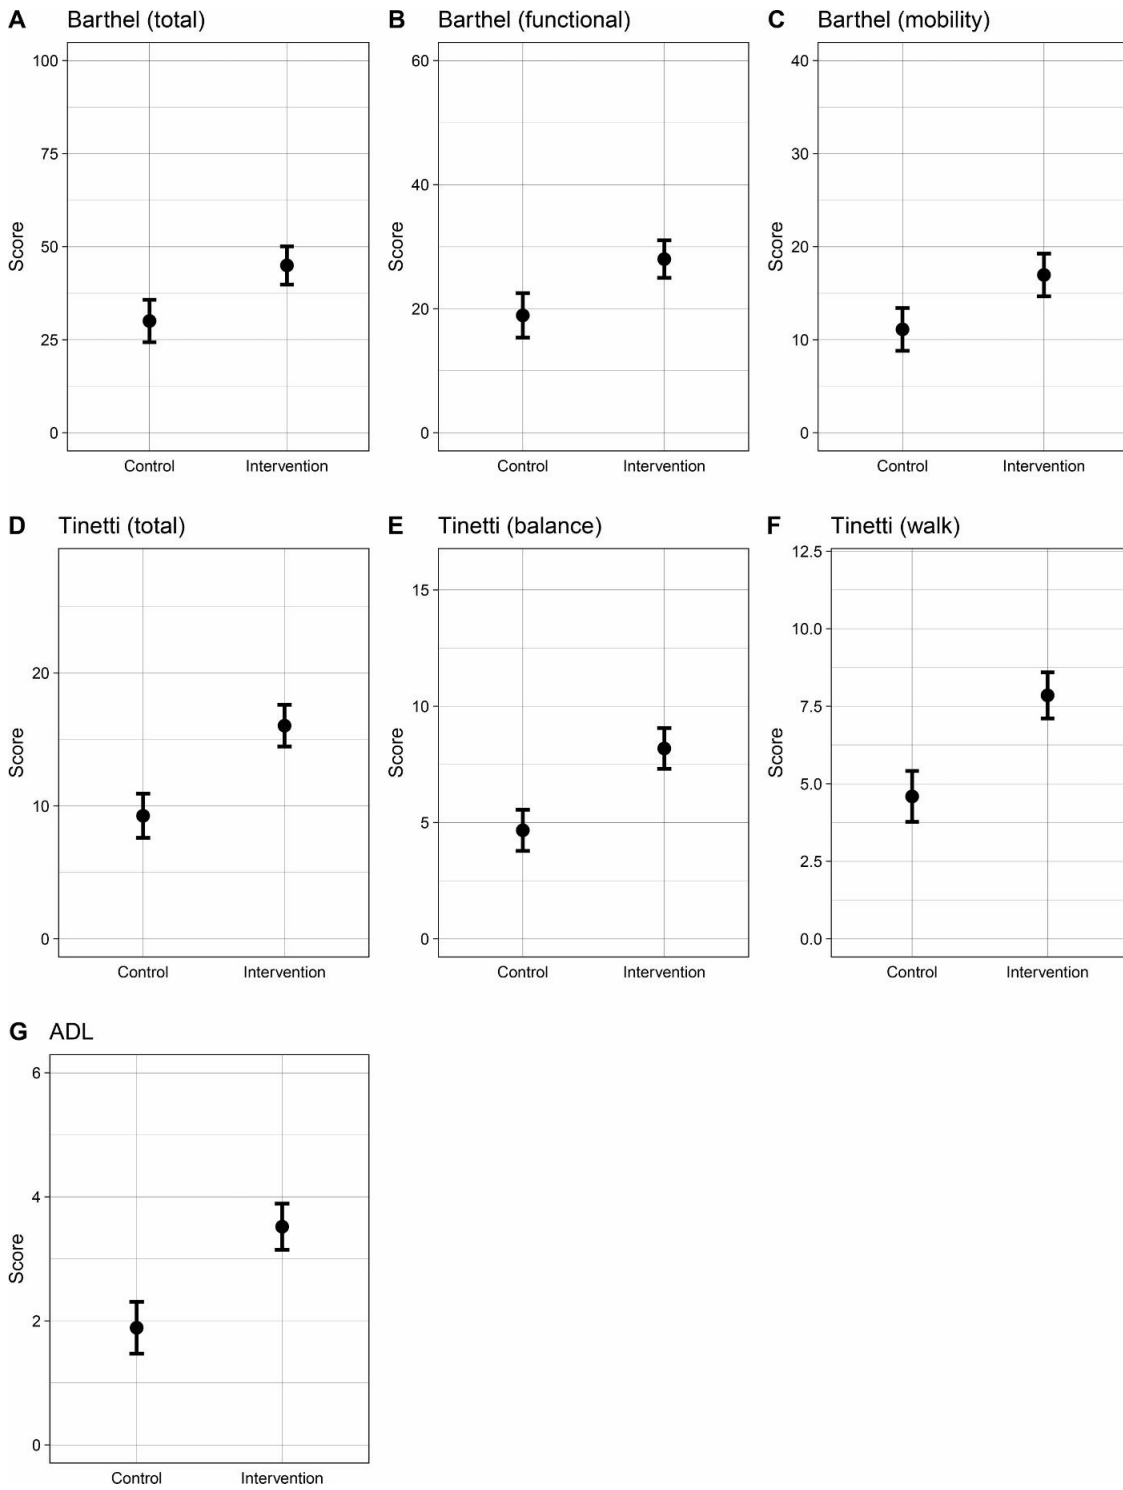 A Barthel (total)
100
75
50
25
0
Score
Control Intervention
B Barthel (functional)
60
40
20
0
Score
Control Intervention
C Barthel (mobility)
40
30
20
10
0
Score
Control Intervention
D Tinetti (total)
20
10
0
Score
Control Intervention
E Tinetti (balance)
15
10
5
0
Score
Control Intervention
F Tinetti (walk)
12.5
10.0
7.5
5.0
2.5
0.0
Score
Control Intervention
G ADL
6
4
2
0
Score
Control Intervention